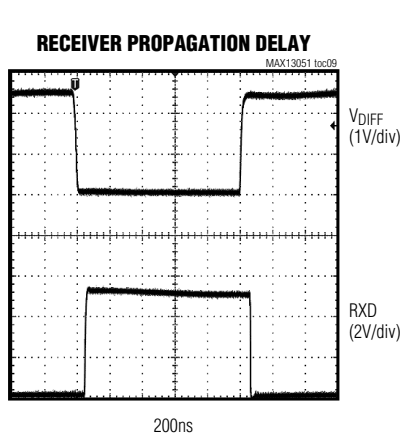 RECEIVER PROPAGATION DELAY
MAX13051 toc09
T
VDIFF
(1V/div)
RXD
(2V/div)
200ns